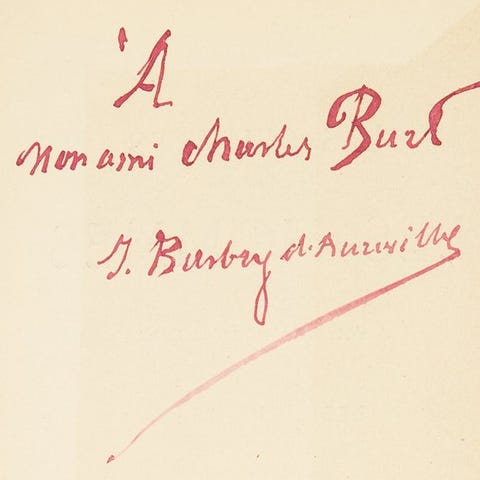 À
Mon ami Charles Buet
J. Barbey d'Aurevilly